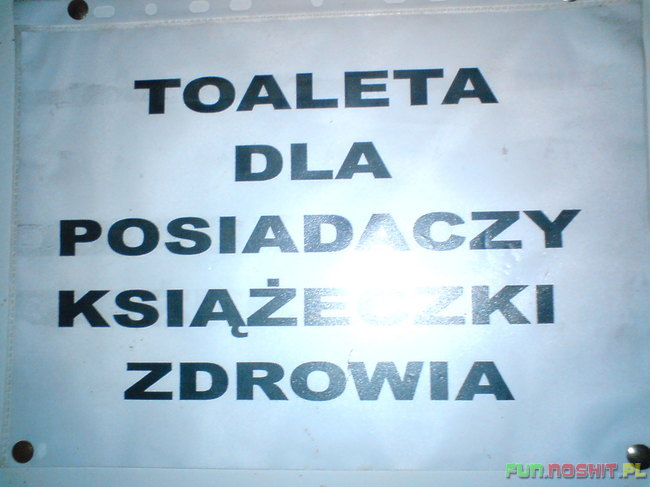 TOALETA
DLA
POSIADACZY
KSIĄŻECZKI
ZDROWIA
FUN.NOSHIT.PL